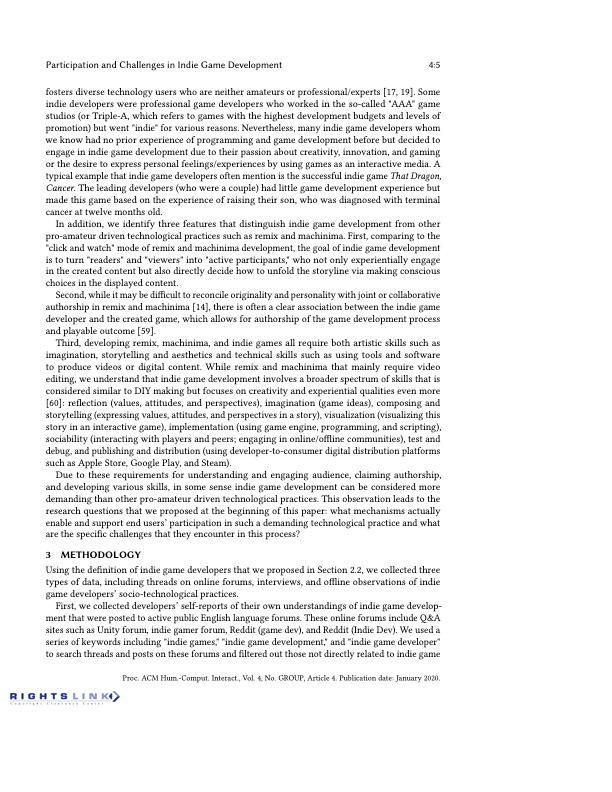 Participation and Challenges in Indie Game Development 4:5
fosters diverse technology users who are neither amateurs or professional/experts [17, 19]. Some
indie developers were professional game developers who worked in the so-called "AAA" game
studios (or Triple-A, which refers to games with the highest development budgets and levels of
promotion) but went "indie" for various reasons. Nevertheless, many indie game developers whom
we know had no prior experience of programming and game development before but decided to
engage in indie development due to their passion about creativity, innovation, and gaming
or the desire to express personal feelings/experiences by using games as an interactive media. A
typical example that indie game developers often mention is the successful indie game That Dragon,
Cancer. The leading developers (who were a couple) had little game development experience but
made this game based on the experience of raising their son, who was diagnosed with terminal
cancer at twelve months old.
In addition, we identify three features that distinguish indie game development from other
pro-amateur driven technological practices such as remix and machinima. First, comparing to the
"click and watch" mode of remix and machinima development, the goal of indie game development
is to turn "readers" and "viewers" into "active participants," who not only experientially engage
in the created content but also directly decide how to unfold the storyline via making conscious
choices in the displayed content.
Second, while it may be difficult to reconcile originality and personality with joint or collaborative
authorship in remix and machinima [14], there is often a clear association between the indie game
developer and the created game, which allows for authorship of the game development process
and playable outcome [59].
Third, developing remix, machinima, and indie games all require both artistic skills such as
imagination, storytelling and aesthetics and technical skills such as using tools and software
to produce videos or digital content. While remix and machinima that mainly require video
editing, we understand that indie game development involves a broader spectrum of skills that is
considered similar to DIY making but focuses on creativity and experiential qualities even more
[60]: reflection (values, attitudes, and perspectives), imagination (game ideas), composing and
storytelling (expressing values, attitudes, and perspectives in a story), visualization (visualizing this
story in an interactive game), implementation (using game engine, programming, and scripting),
sociability (interacting with players and peers; engaging in online/offline communities), test and
debug, and publishing and distribution (using developer-to-consumer digital distribution platforms
such as Apple Store, Google Play, and Steam).
Due to these requirements for understanding and engaging audience, claiming authorship,
and developing various skills, in some sense indie game development can be considered more
demanding than other pro-amateur driven technological practices. This observation leads to the
research questions that we proposed at the beginning of this paper: what mechanisms actually
enable and support end users' participation in such a demanding technological practice and what
are the specific challenges that they encounter in this process?
3 METHODOLOGY
Using the definition of indie game developers that we proposed in Section 2.2, we collected three
types of data, including threads on online forums, interviews, and offline observations of indie
game developers' socio-technological practices.
First, we collected developers' self-reports of their own understandings of indie game develop-
ment that were posted to active public English language forums. These online forums include Q&A
sites such as Unity forum, indie gamer forum, Reddit (game dev), and Reddit (Indie Dev). We used a
series of keywords including "indie games," "indie game development," and "indie game developer"
to search threads and posts on these forums and filtered out those not directly related to indie game
Proc. ACM Hum.-Comput. Interact., Vol. 4, No. GROUP, Article 4. Publication date: January 2020.
RIGHTSLINK
Copyright Clearance Center